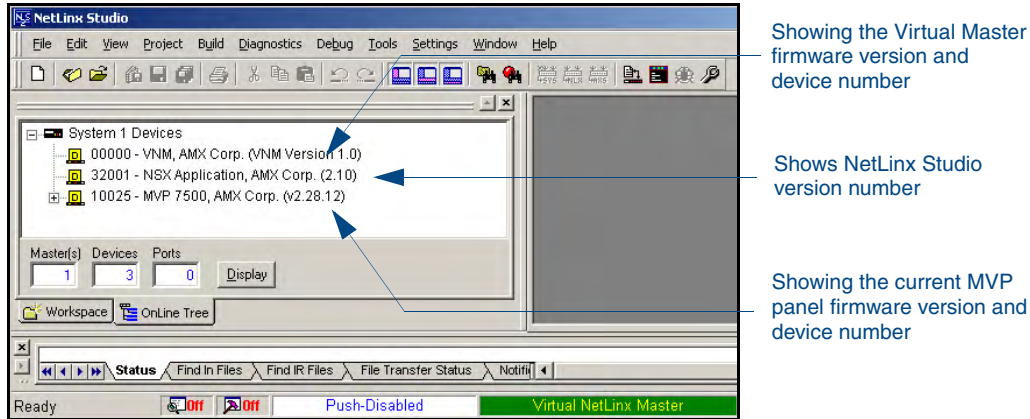 NetLinx Studio
File Edit View Project Build Diagnostics Debug Tools Settings Window Help
System 1 Devices
00000 - VNM, AMX Corp. (VNM Version 1.0)
32001 - NSX Application, AMX Corp. (2.10)
10025 - MVP 7500, AMX Corp. (v2.28.12)
Master(s) Devices Ports
1 3 0 Display
Workspace OnLine Tree
Status Find In Files Find IR Files File Transfer Status Notifi
Ready Off Off Push-Disabled Virtual NetLinx Master
Showing the Virtual Master
firmware version and
device number
Shows NetLinx Studio
version number
Showing the current MVP
panel firmware version and
device number